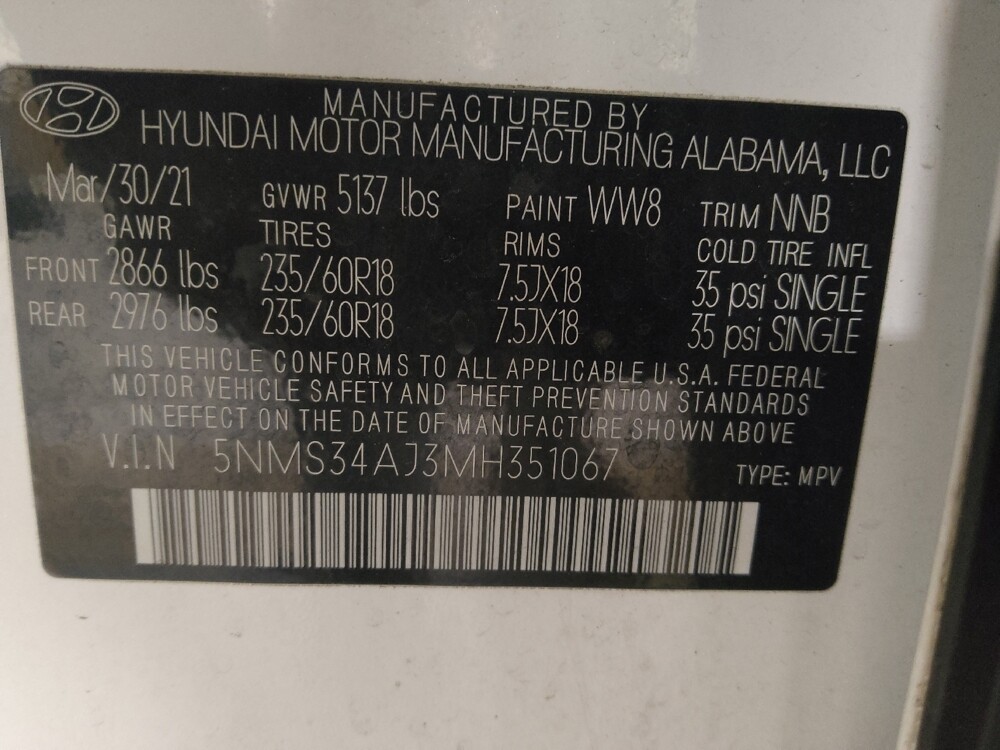 MANUFACTURED BY
HYUNDAI MOTOR MANUFACTURING ALABAMA, LLC
Mar/30/21 GVWR 5137 lbs PAINT WW8 TRIM NNB
GAWR TIRES RIMS COLD TIRE INFL
FRONT 2866 lbs 235/60R18 7.5JX18 35 psi SINGLE
REAR 2976 lbs 235/60R18 7.5JX18 35 psi SINGLE
THIS VEHICLE CONFORMS TO ALL APPLICABLE U.S.A. FEDERAL
MOTOR VEHICLE SAFETY AND THEFT PREVENTION STANDARDS
IN EFFECT ON THE DATE OF MANUFACTURE SHOWN ABOVE
V.I.N 5NMS34AJ3MH351067 TYPE: MPV